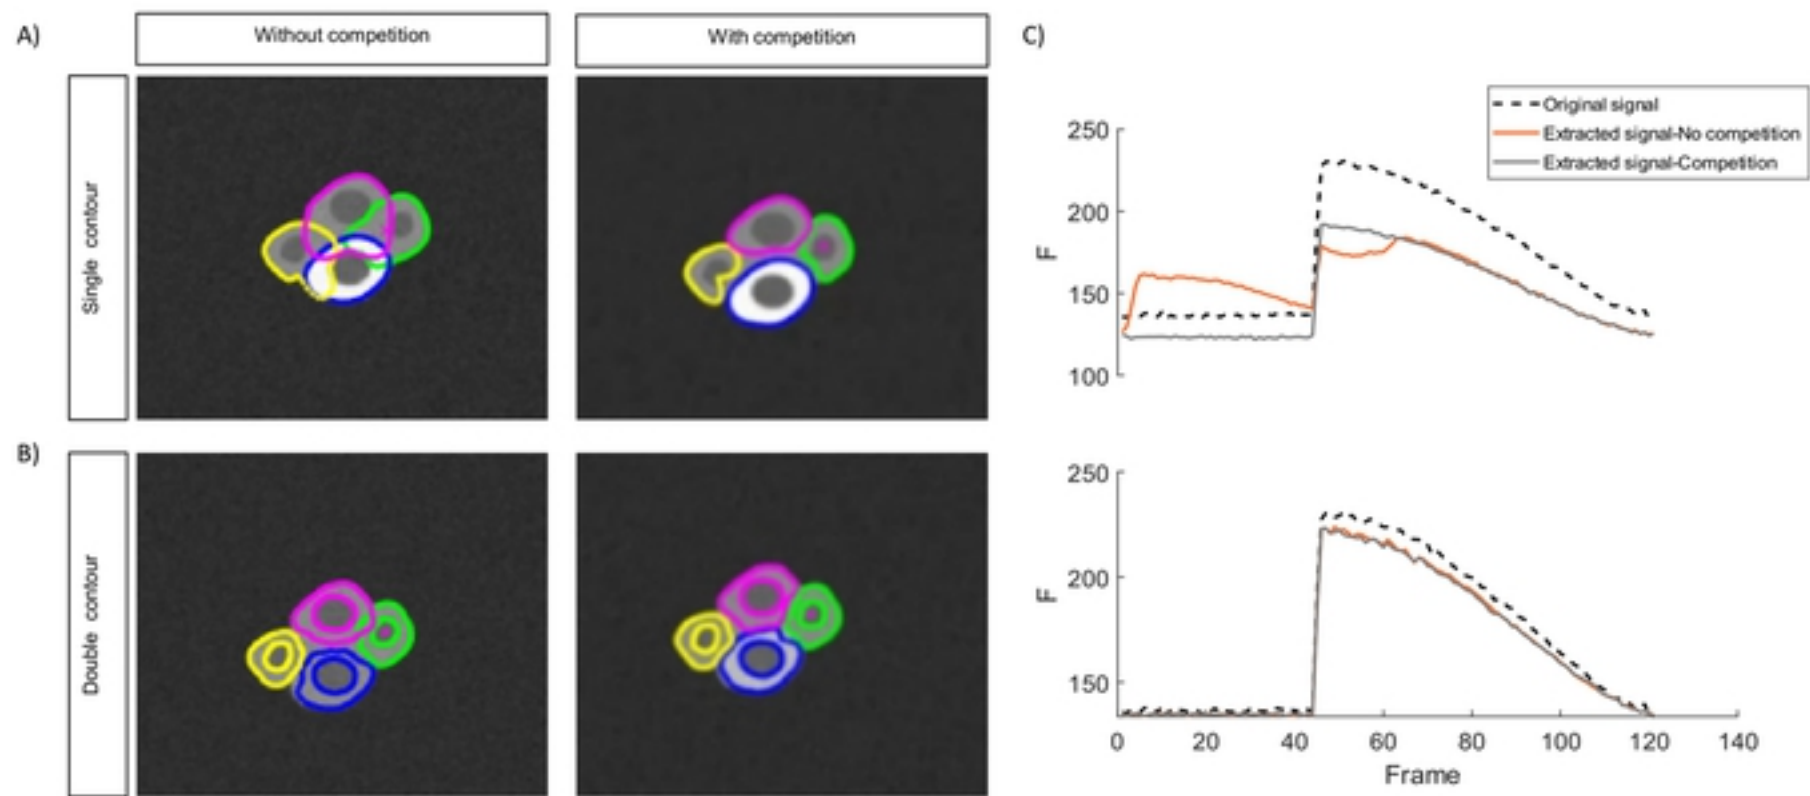 A)
Without competition
With competition
C)
Single contour
Original signal
Extracted signal-No competition
Extracted signal-Competition
250
200
150
100
F
B)
Double contour
250
200
150
F
0 20 40 60 80 100 120 140
Frame